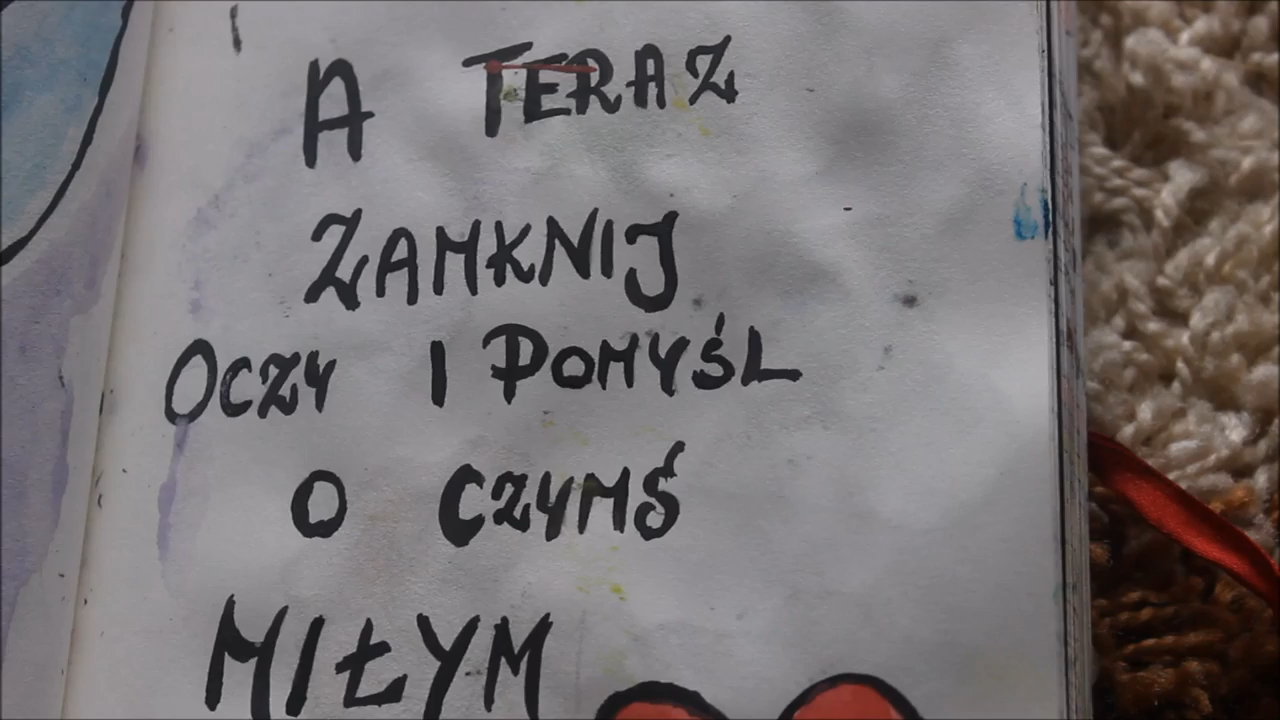 A TERAZ
ZAMKNIJ
OCZY I POMYŚL
O CZYMŚ
MIŁYM